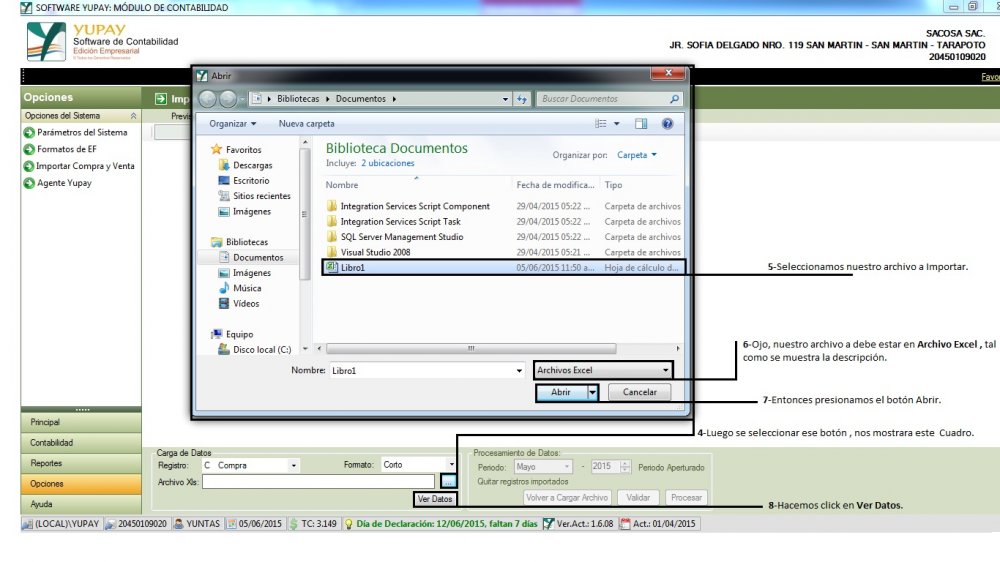 SOFTWARE YUPAY: MÓDULO DE CONTABILIDAD
YUPAY
Software de Contabilidad
Edición Empresarial
SACOSA SAC.
JR. SOFIA DELGADO NRO. 119 SAN MARTIN - SAN MARTIN - TARAPOTO
20450109020
Favo
Opciones
Imp
Opciones del Sistema
Previs
Parámetros del Sistema
Formatos de EF
Importar Compra y Venta
Agente Yupay
Abrir
Bibliotecas
Documentos
Buscar Documentos
Organizar
Nueva carpeta
Favoritos
Descargas
Escritorio
Sitios recientes
Imágenes
Bibliotecas
Documentos
Imágenes
Música
Vídeos
Equipo
Disco local (C:)
Biblioteca Documentos
Incluye: 2 ubicaciones
Organizar por: Carpeta
Nombre Fecha de modifica... Tipo
Integration Services Script Component 29/04/2015 05:22 ... Carpeta de archivos
Integration Services Script Task 29/04/2015 05:22 ... Carpeta de archivos
SQL Server Management Studio 29/04/2015 05:22 ... Carpeta de archivos
Visual Studio 2008 29/04/2015 05:21 ... Carpeta de archivos
Libro1 05/06/2015 11:50 a... Hoja de cálculo d...
Nombre: Libro1
Archivos Excel
Abrir
Cancelar
5-Seleccionamos nuestro archivo a Importar.
6-Ojo, nuestro archivo a debe estar en Archivo Excel , tal
como se muestra la descripción.
7-Entonces presionamos el botón Abrir.
4-Luego se seleccionar ese botón , nos mostrara este Cuadro.
8-Hacemos click en Ver Datos.
Principal
Contabilidad
Reportes
Opciones
Ayuda
Carga de Datos
Registro: C Compra
Formato: Corto
Archivo Xls:
...
Ver Datos
Procesamiento de Datos:
Periodo: Mayo - 2015 Periodo Aperturado
Quitar registros importados
Volver a Cargar Archivo
Validar
Procesar
(LOCAL)\YUPAY 20450109020 YUNTAS 05/06/2015 TC: 3.149 Día de Declaración: 12/06/2015, faltan 7 días Ver.Act.: 1.6.08 Act.: 01/04/2015